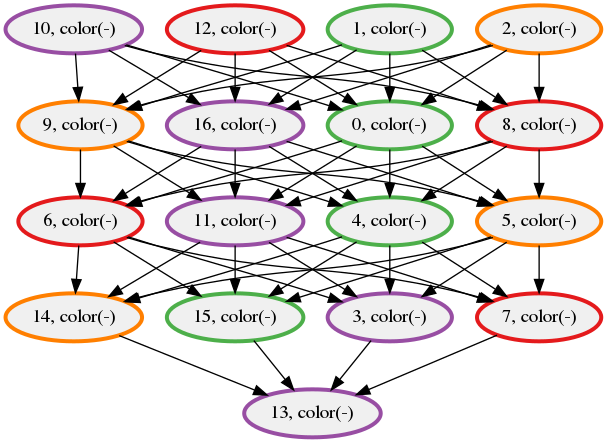 10, color(-) 12, color(-) 1, color(-) 2, color(-)
9, color(-) 16, color(-) 0, color(-) 8, color(-)
6, color(-) 11, color(-) 4, color(-) 5, color(-)
14, color(-) 15, color(-) 3, color(-) 7, color(-)
13, color(-)